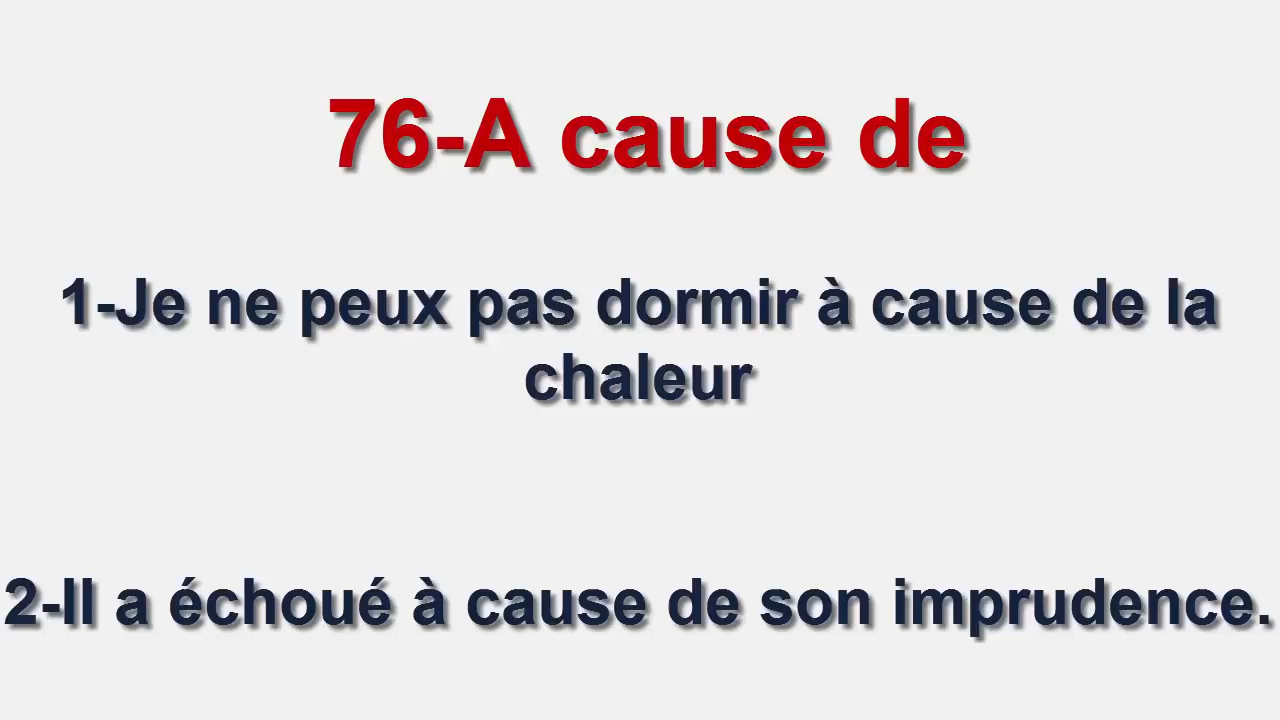 76-A cause de
1-Je ne peux pas dormir à cause de la
chaleur
2-Il a échoué à cause de son imprudence.